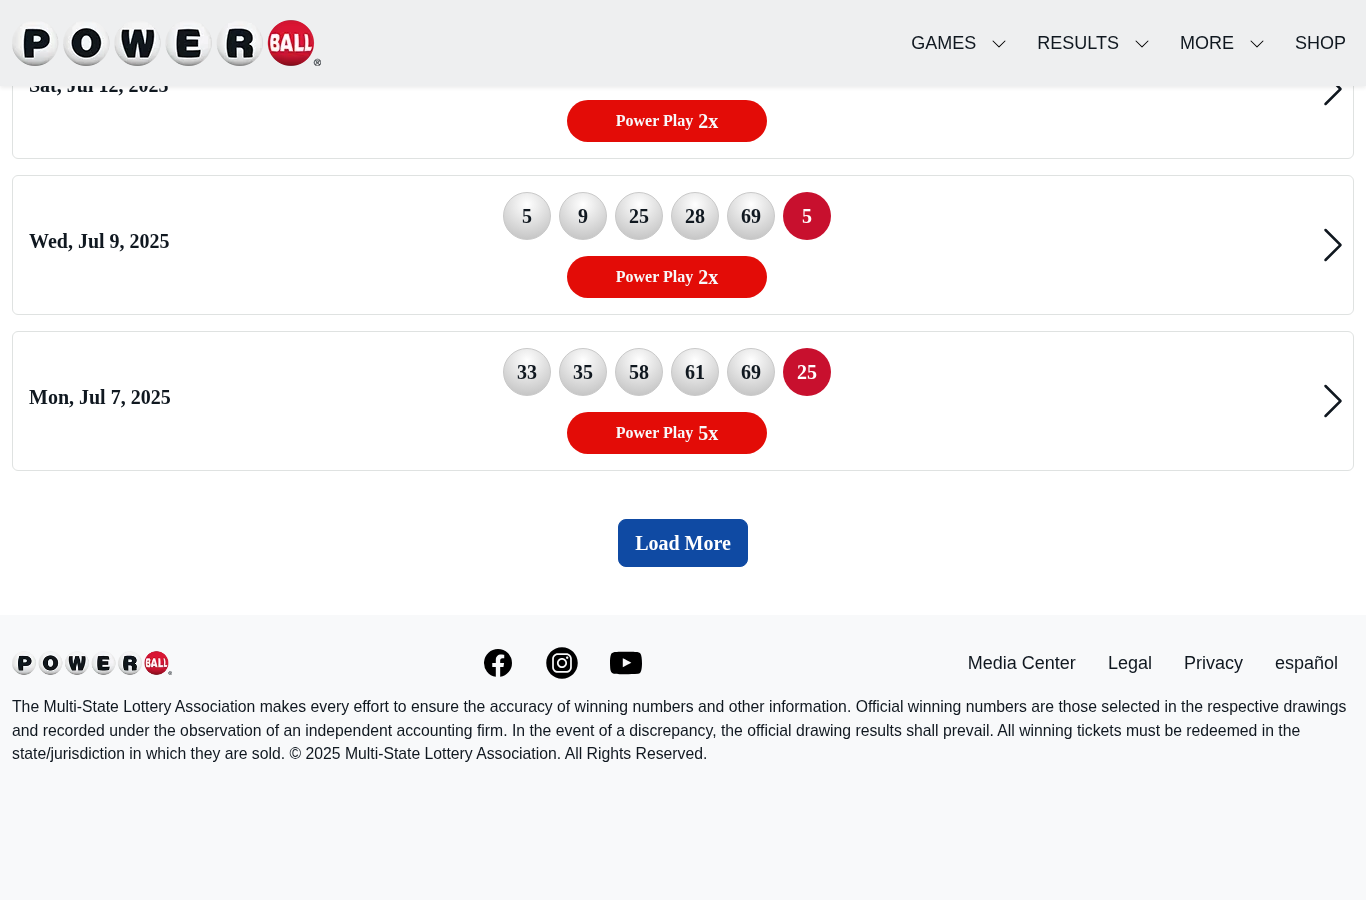 POWERBALL®
GAMES RESULTS MORE SHOP
Sat, Jul 12, 2025
Power Play 2x
5 9 25 28 69 5
Wed, Jul 9, 2025
Power Play 2x
33 35 58 61 69 25
Mon, Jul 7, 2025
Power Play 5x
Load More
POWERBALL®
Media Center Legal Privacy español
The Multi-State Lottery Association makes every effort to ensure the accuracy of winning numbers and other information. Official winning numbers are those selected in the respective drawings
and recorded under the observation of an independent accounting firm. In the event of a discrepancy, the official drawing results shall prevail. All winning tickets must be redeemed in the
state/jurisdiction in which they are sold. © 2025 Multi-State Lottery Association. All Rights Reserved.